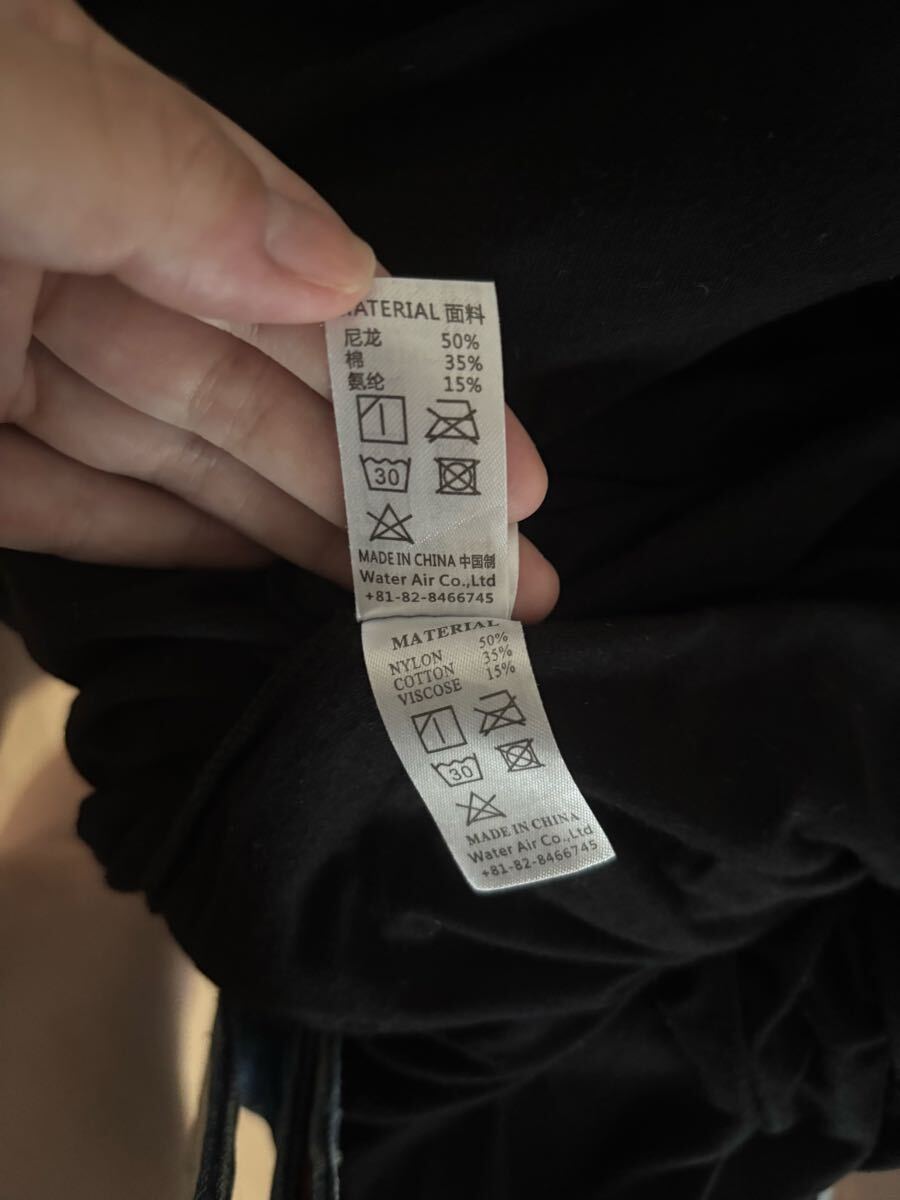 MATERIAL 面料
尼龙 50%
棉 35%
氨纶 15%
30
MADE IN CHINA 中国制
Water Air Co.,Ltd
+81-82-8466745
MATERIAL
NYLON 50%
COTTON 35%
VISCOSE 15%
30
MADE IN CHINA
Water Air Co.,Ltd
+81-82-8466745